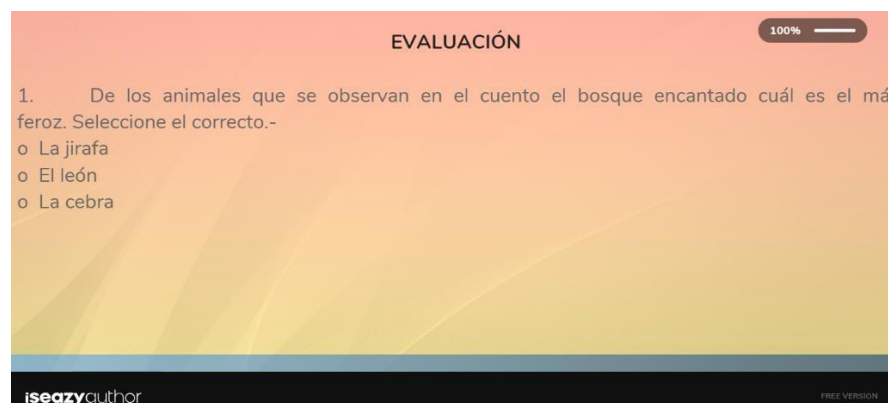 EVALUACIÓN
100%
1. De los animales que se observan en el cuento el bosque encantado cuál es el má
feroz. Seleccione el correcto.-
o La jirafa
o El león
o La cebra
iseazyauthor
FREE VERSION